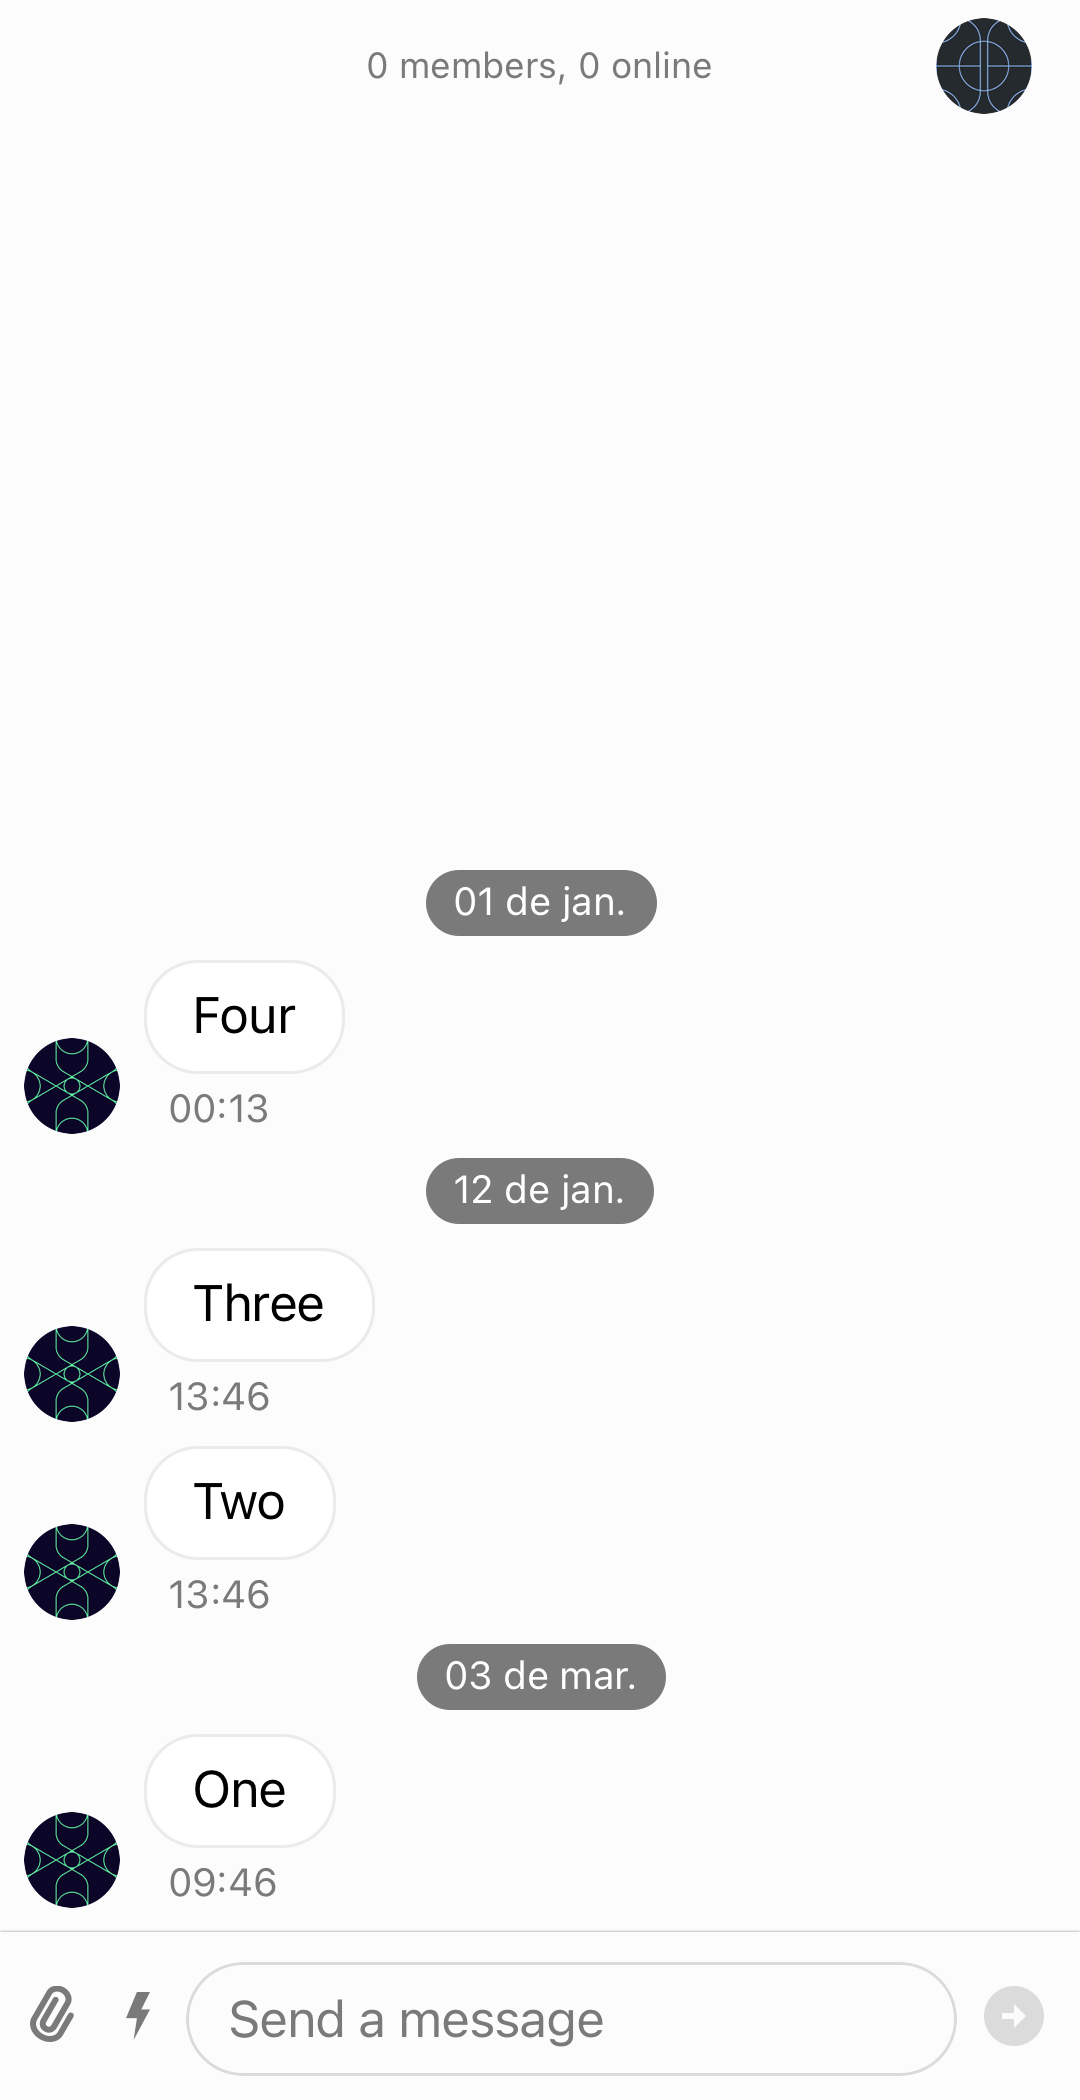 0 members, 0 online
01 de jan.
Four
00:13
12 de jan.
Three
13:46
Two
13:46
03 de mar.
One
09:46
Send a message